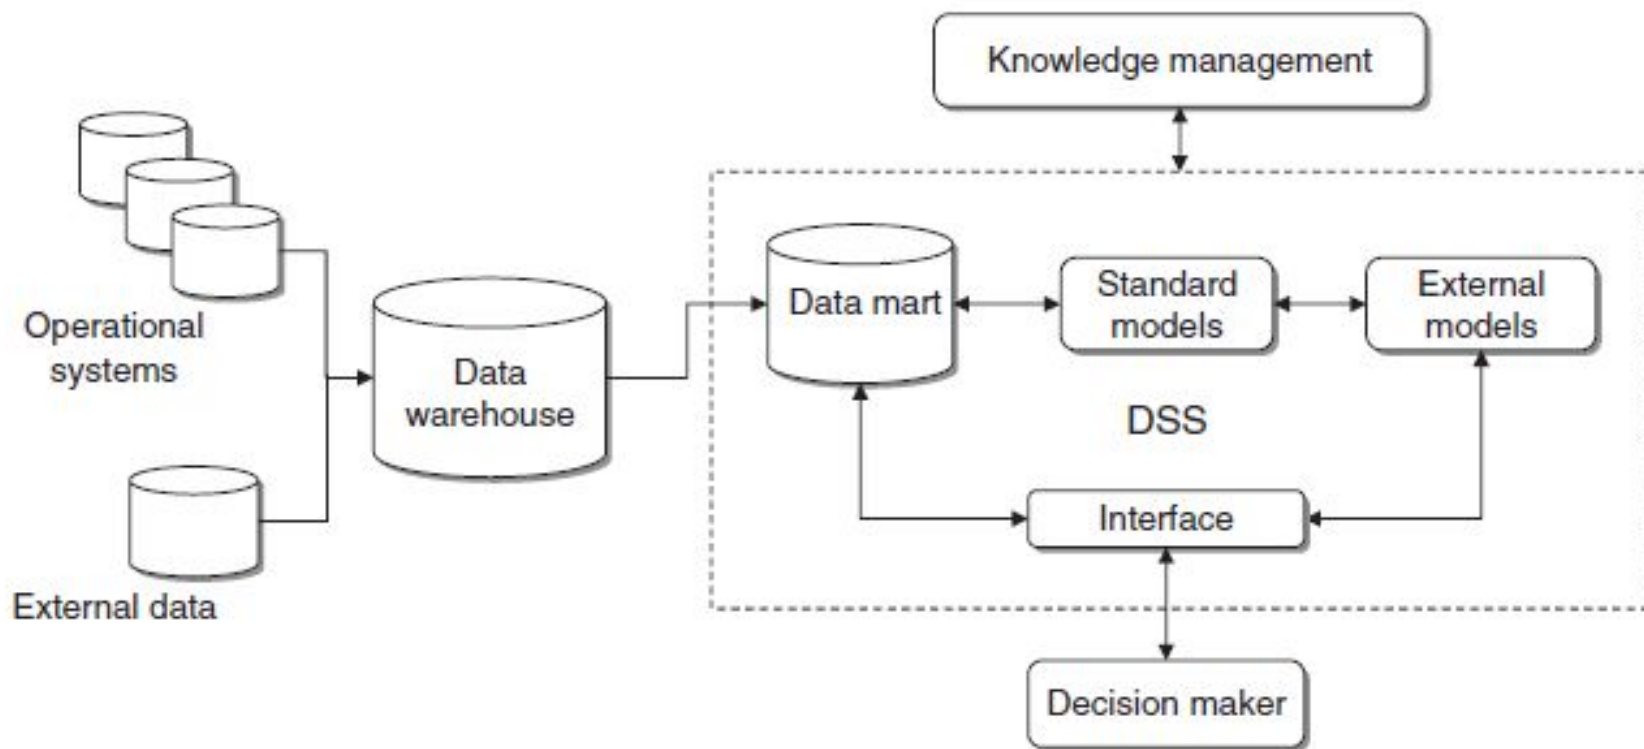 Knowledge management
Operational
systems
External data
Data
warehouse
Data mart
Standard
models
External
models
DSS
Interface
Decision maker